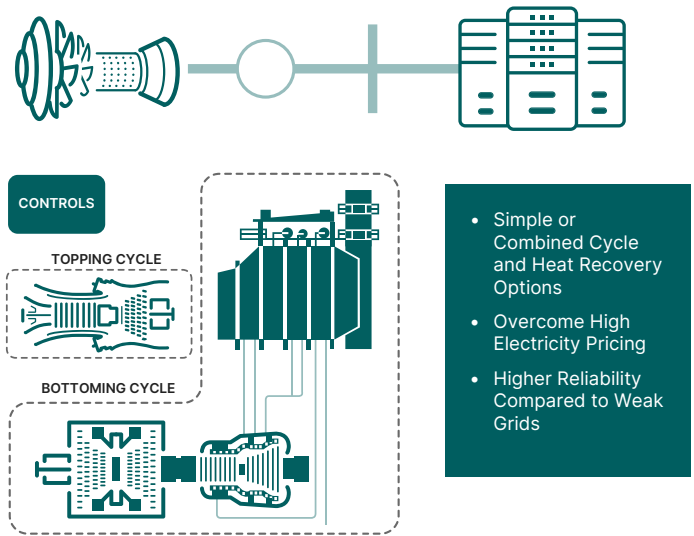 CONTROLS
TOPPING CYCLE
BOTTOMING CYCLE
• Simple or
Combined Cycle
and Heat Recovery
Options
• Overcome High
Electricity Pricing
• Higher Reliability
Compared to Weak
Grids